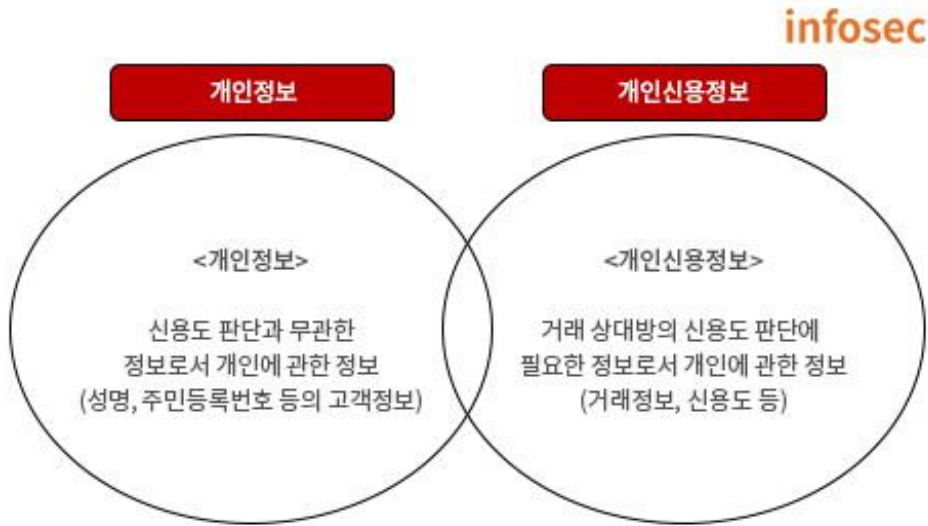 infosec
개인정보
개인신용정보
<개인정보>
신용도 판단과 무관한
정보로서 개인에 관한 정보
(성명, 주민등록번호 등의 고객정보)
<개인신용정보>
거래 상대방의 신용도 판단에
필요한 정보로서 개인에 관한 정보
(거래정보, 신용도 등)